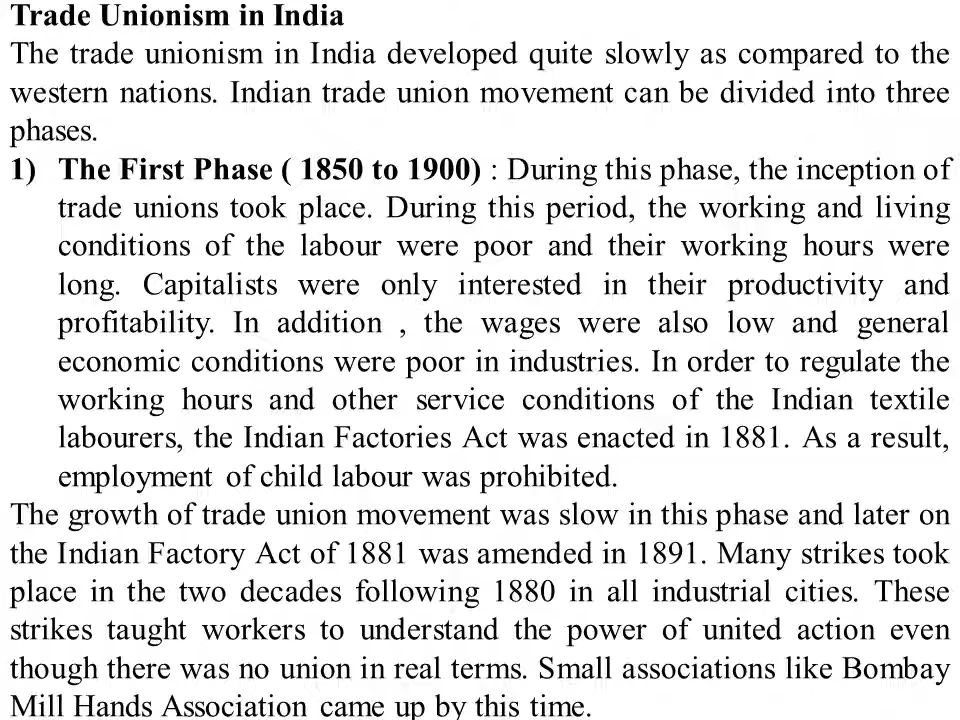 Trade Unionism in India
The trade unionism in India developed quite slowly as compared to the
western nations. Indian trade union movement can be divided into three
phases.
1) The First Phase ( 1850 to 1900) : During this phase, the inception of
trade unions took place. During this period, the working and living
conditions of the labour were poor and their working hours were
long. Capitalists were only interested in their productivity and
profitability. In addition , the wages were also low and general
economic conditions were poor in industries. In order to regulate the
working hours and other service conditions of the Indian textile
labourers, the Indian Factories Act was enacted in 1881. As a result,
employment of child labour was prohibited.
The growth of trade union movement was slow in this phase and later on
the Indian Factory Act of 1881 was amended in 1891. Many strikes took
place in the two decades following 1880 in all industrial cities. These
strikes taught workers to understand the power of united action even
though there was no union in real terms. Small associations like Bombay
Mill Hands Association came up by this time.